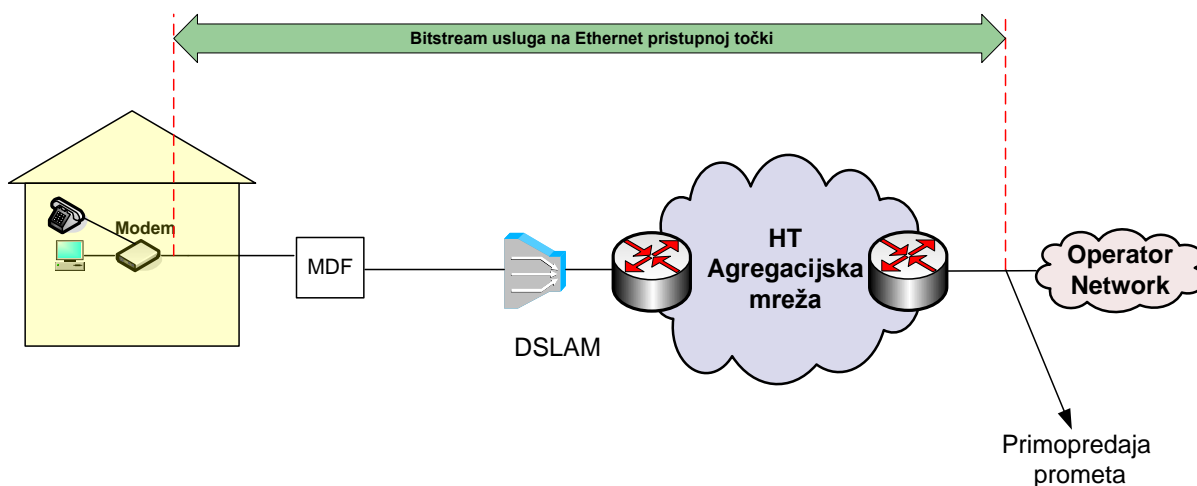 Bitstream usluga na Ethernet pristupnoj točki
Modem
MDF
DSLAM
HT
Agregacijska
mreža
Operator
Network
Primopredaja
prometa